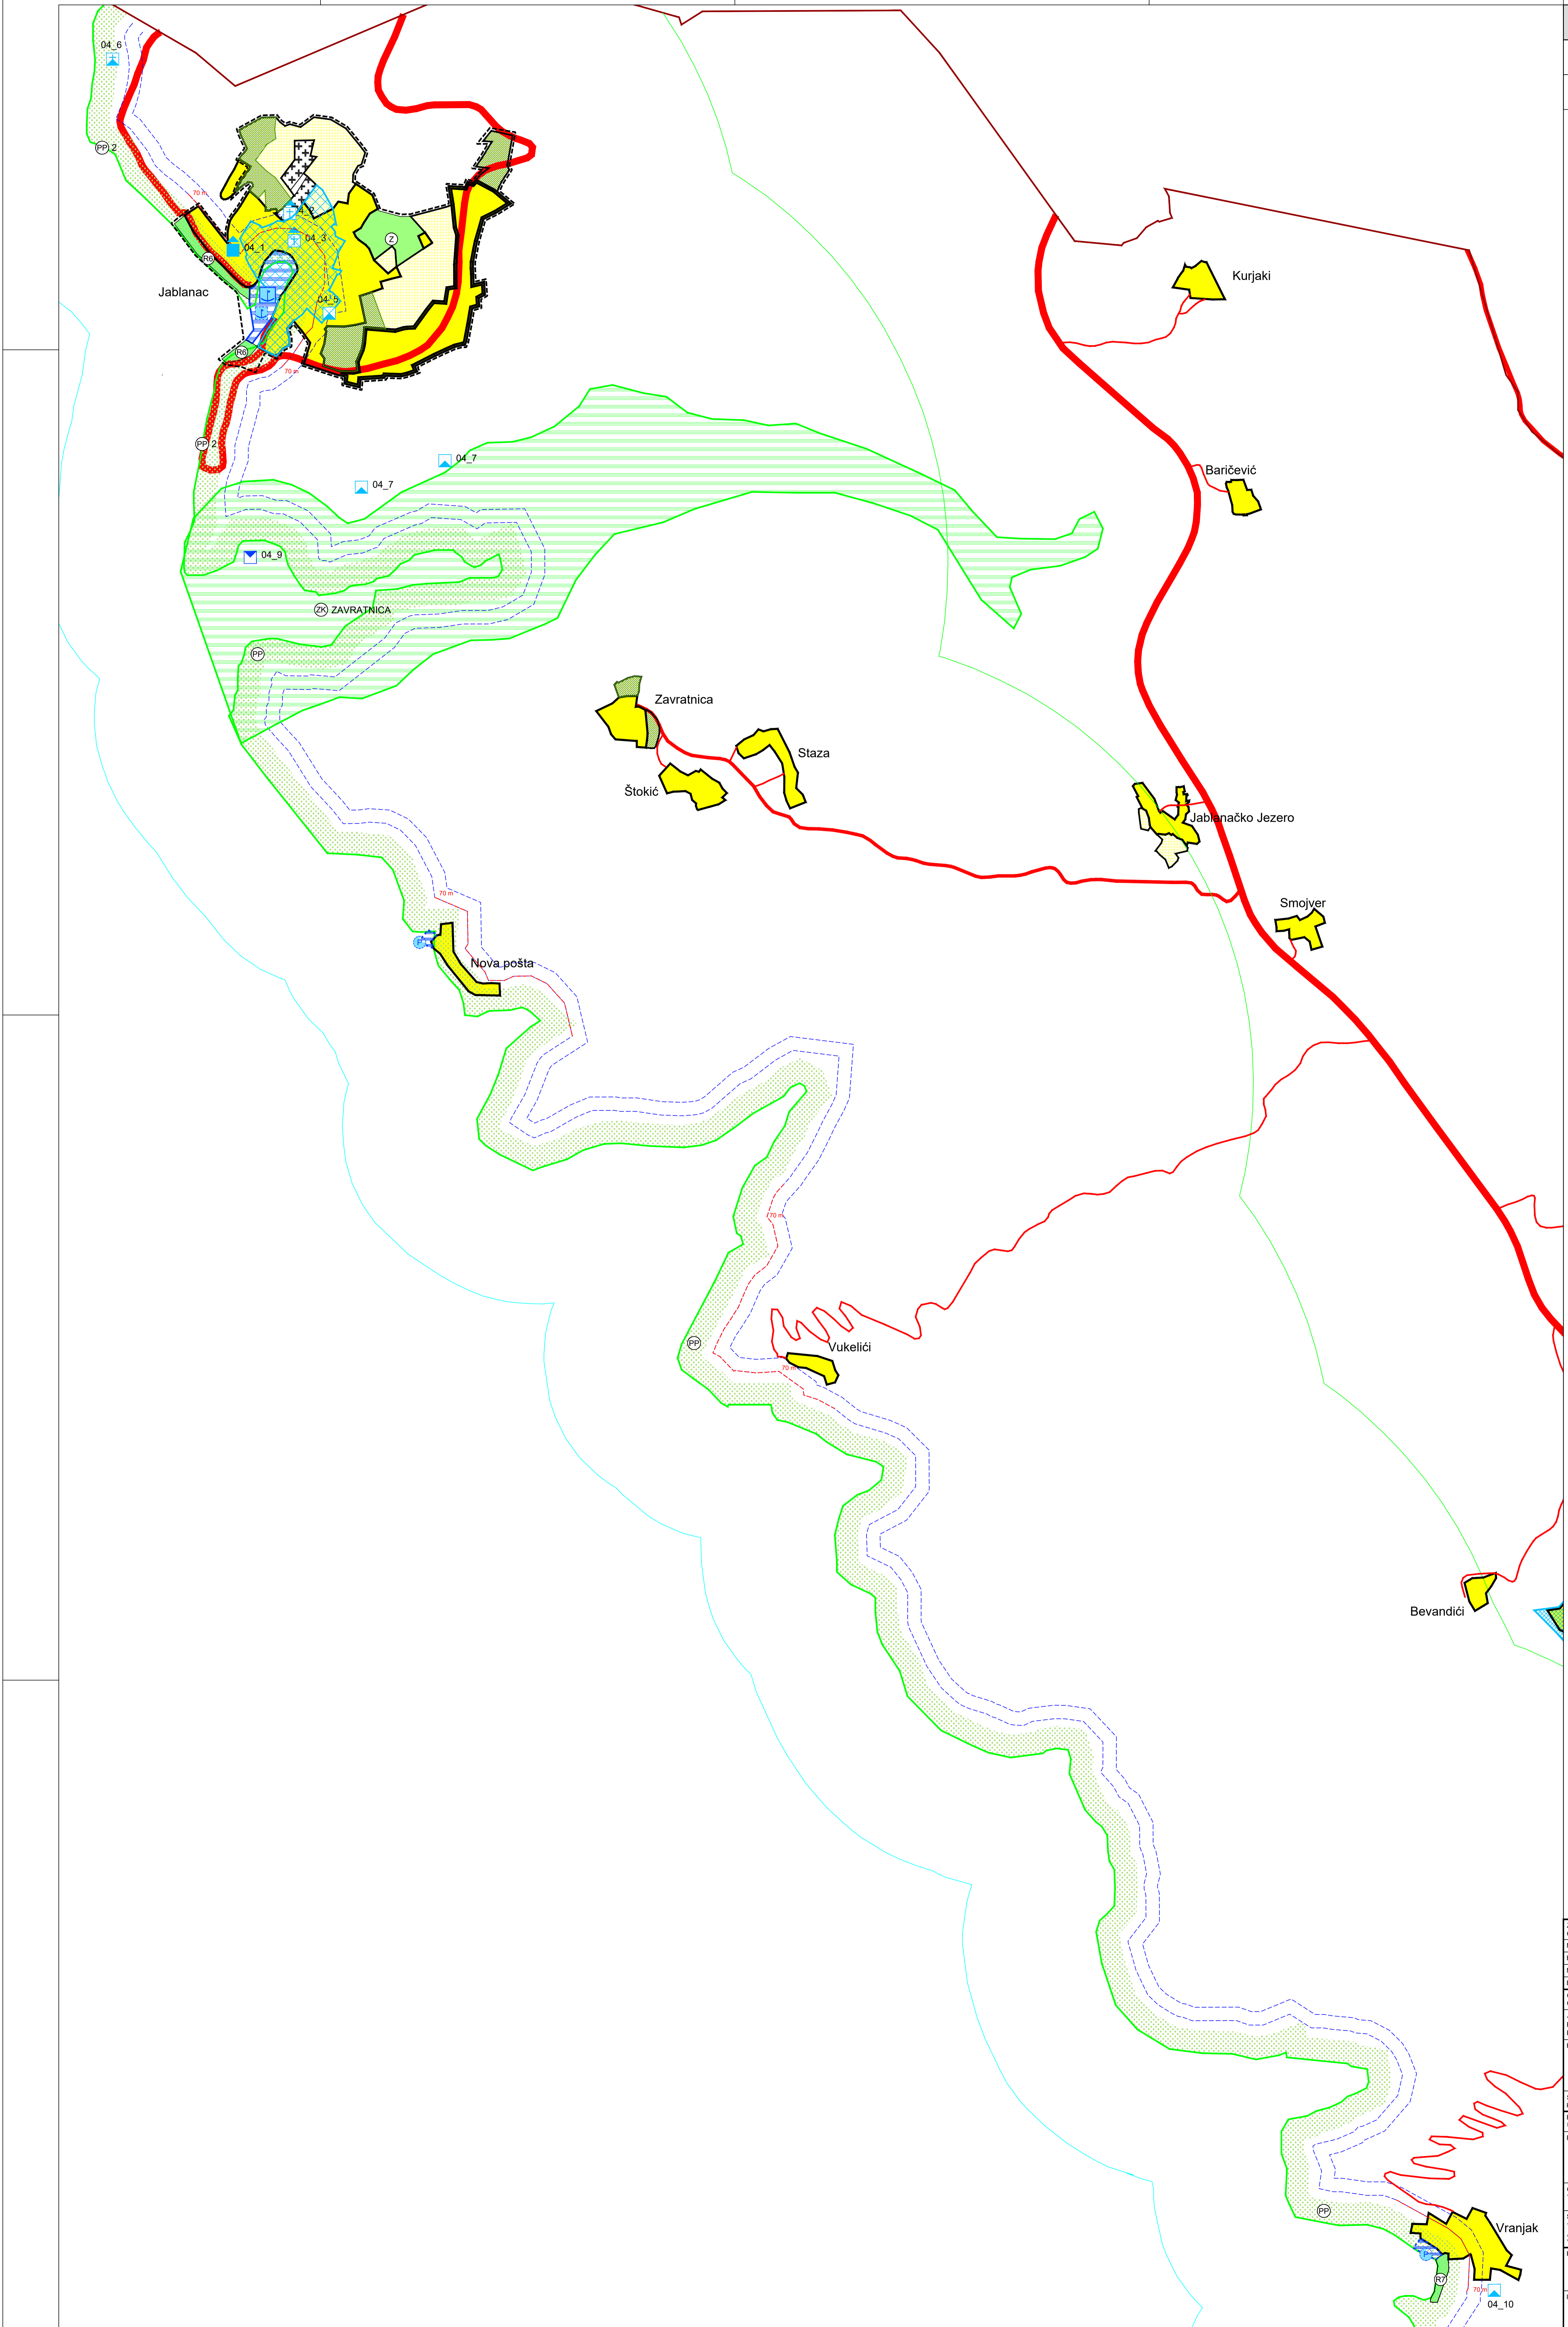 04_6
PP 2
70 m
04_2
04_3
04_1
Z
R6
Jablanac
Kurjaki
R6
70 m
PP 2
04_7
04_7
Baričević
04_9
ZK ZAVRATNICA
PP
Zavratnica
Staza
Štokić
Jablanačko Jezero
70 m
Smojver
P
Nova pošta
70 m
PP
Vukelići
70 m
Bevandići
PP
Vranjak
P
R7
70 m
04_10